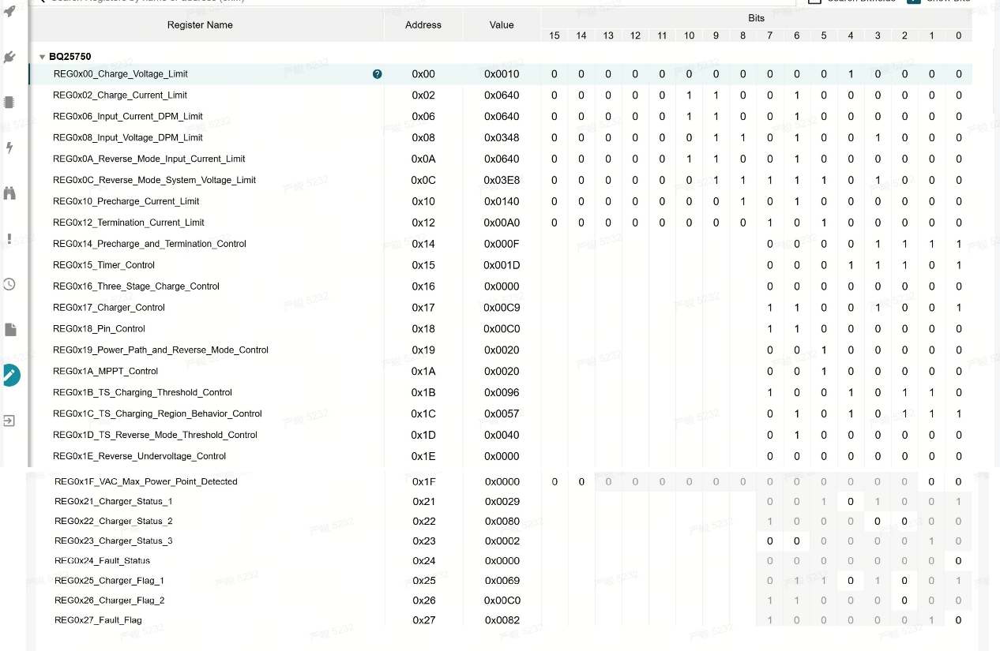 Register Name Address Value Bits
15 14 13 12 11 10 9 8 7 6 5 4 3 2 1 0
BQ25750
REG0x00_Charge_Voltage_Limit ? 0x00 0x0010 0 0 0 0 0 0 0 0 0 0 0 1 0 0 0 0
REG0x02_Charge_Current_Limit 0x02 0x0640 0 0 0 0 0 1 1 0 0 1 0 0 0 0 0 0
REG0x06_Input_Current_DPM_Limit 0x06 0x0640 0 0 0 0 0 1 1 0 0 1 0 0 0 0 0 0
REG0x08_Input_Voltage_DPM_Limit 0x08 0x0348 0 0 0 0 0 0 1 1 0 1 0 0 1 0 0 0
REG0x0A_Reverse_Mode_Input_Current_Limit 0x0A 0x0640 0 0 0 0 0 1 1 0 0 1 0 0 0 0 0 0
REG0x0C_Reverse_Mode_System_Voltage_Limit 0x0C 0x03E8 0 0 0 0 0 0 1 1 1 1 1 0 1 0 0 0
REG0x10_Precharge_Current_Limit 0x10 0x0140 0 0 0 0 0 0 0 1 0 1 0 0 0 0 0 0
REG0x12_Termination_Current_Limit 0x12 0x00A0 0 0 0 0 0 0 0 0 1 0 1 0 0 0 0 0
REG0x14_Precharge_and_Termination_Control 0x14 0x000F 0 0 0 0 1 1 1 1
REG0x15_Timer_Control 0x15 0x001D 0 0 0 1 1 1 0 1
REG0x16_Three_Stage_Charge_Control 0x16 0x0000 0 0 0 0 0 0 0 0
REG0x17_Charger_Control 0x17 0x00C9 1 1 0 0 1 0 0 1
REG0x18_Pin_Control 0x18 0x00C0 1 1 0 0 0 0 0 0
REG0x19_Power_Path_and_Reverse_Mode_Control 0x19 0x0020 0 0 1 0 0 0 0 0
REG0x1A_MPPT_Control 0x1A 0x0020 0 0 1 0 0 0 0 0
REG0x1B_TS_Charging_Threshold_Control 0x1B 0x0096 1 0 0 1 0 1 1 0
REG0x1C_TS_Charging_Region_Behavior_Control 0x1C 0x0057 0 1 0 1 0 1 1 1
REG0x1D_TS_Reverse_Mode_Threshold_Control 0x1D 0x0040 0 1 0 0 0 0 0 0
REG0x1E_Reverse_Undervoltage_Control 0x1E 0x0000 0 0 0 0 0 0 0 0
REG0x1F_VAC_Max_Power_Point_Detected 0x1F 0x0000 0 0 0 0 0 0 0 0 0 0 0 0 0 0 0 0
REG0x21_Charger_Status_1 0x21 0x0029 0 0 1 0 1 0 0 1
REG0x22_Charger_Status_2 0x22 0x0080 1 0 0 0 0 0 0 0
REG0x23_Charger_Status_3 0x23 0x0002 0 0 0 0 0 0 1 0
REG0x24_Fault_Status 0x24 0x0000 0 0 0 0 0 0 0 0
REG0x25_Charger_Flag_1 0x25 0x0069 0 1 1 0 1 0 0 1
REG0x26_Charger_Flag_2 0x26 0x00C0 1 1 0 0 0 0 0 0
REG0x27_Fault_Flag 0x27 0x0082 1 0 0 0 0 0 1 0